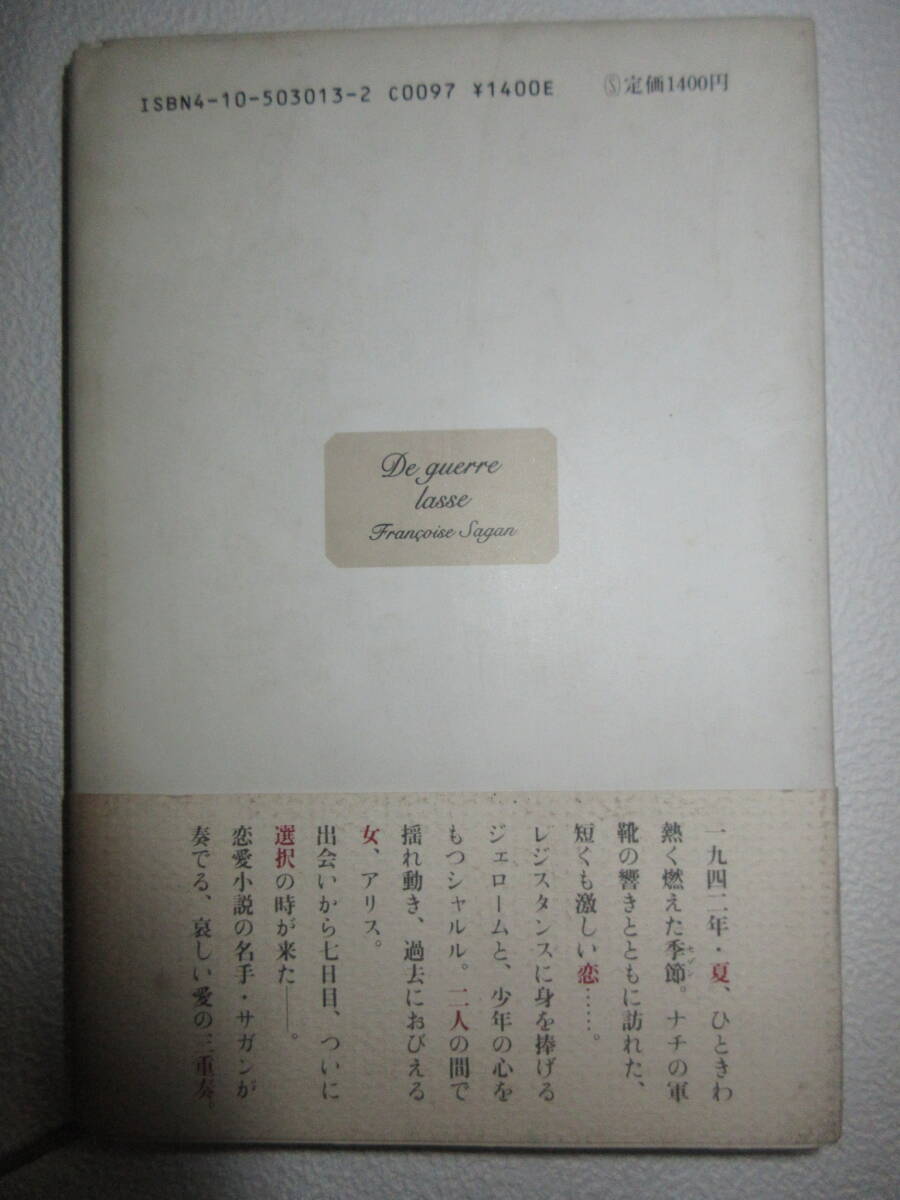 ISBN4-10-503013-2 C0097 ¥1400E Ⓢ定価1400円
De guerre
lasse
Françoise Sagan
一九四二年・夏、ひときわ
熱く燃えた季節。ナチの軍
靴の響きとともに訪れた、
短くも激しい恋……。
レジスタンスに身を捧げる
ジェロームと、少年の心を
もつシャルル。二人の間で
揺れ動き、過去におびえる
女、アリス。
出会いから七日目、ついに
選択の時が来た――。
恋愛小説の名手・サガンが
奏でる、哀しい愛の三重奏。